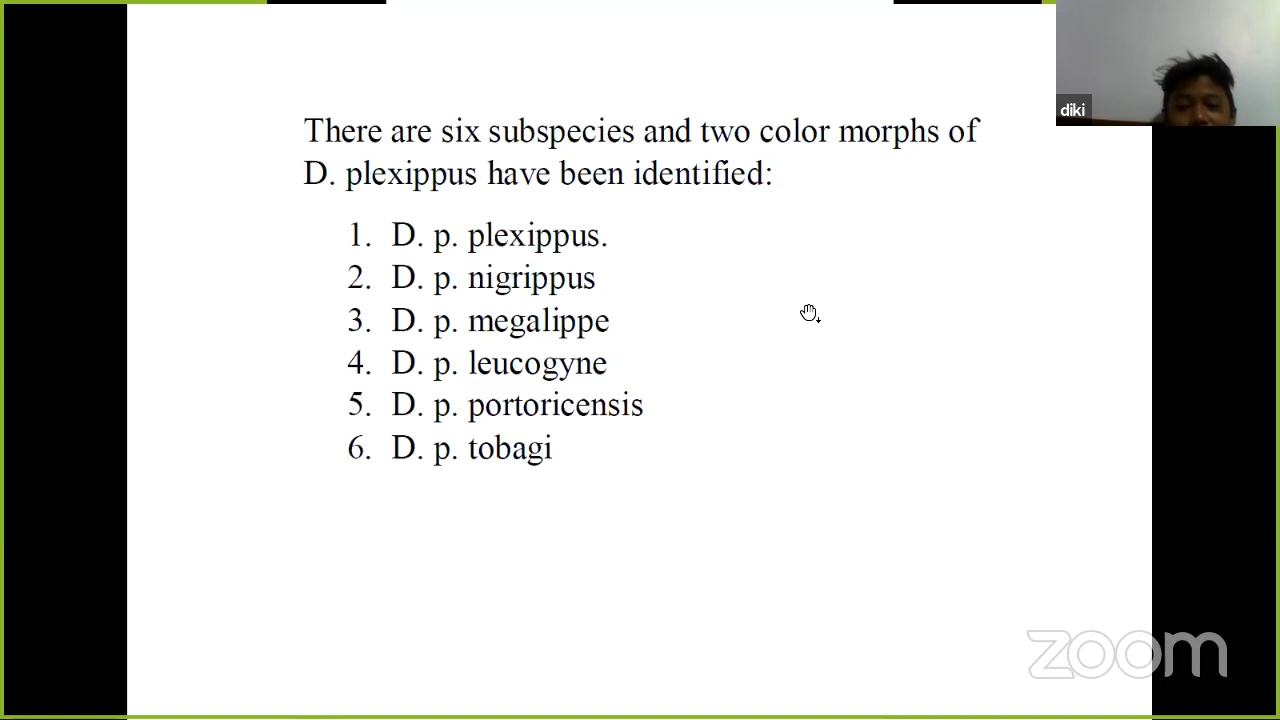 There are six subspecies and two color morphs of
D. plexippus have been identified:
1. D. p. plexippus.
2. D. p. nigrippus
3. D. p. megalippe
4. D. p. leucogyne
5. D. p. portoricensis
6. D. p. tobagi
diki
zoom